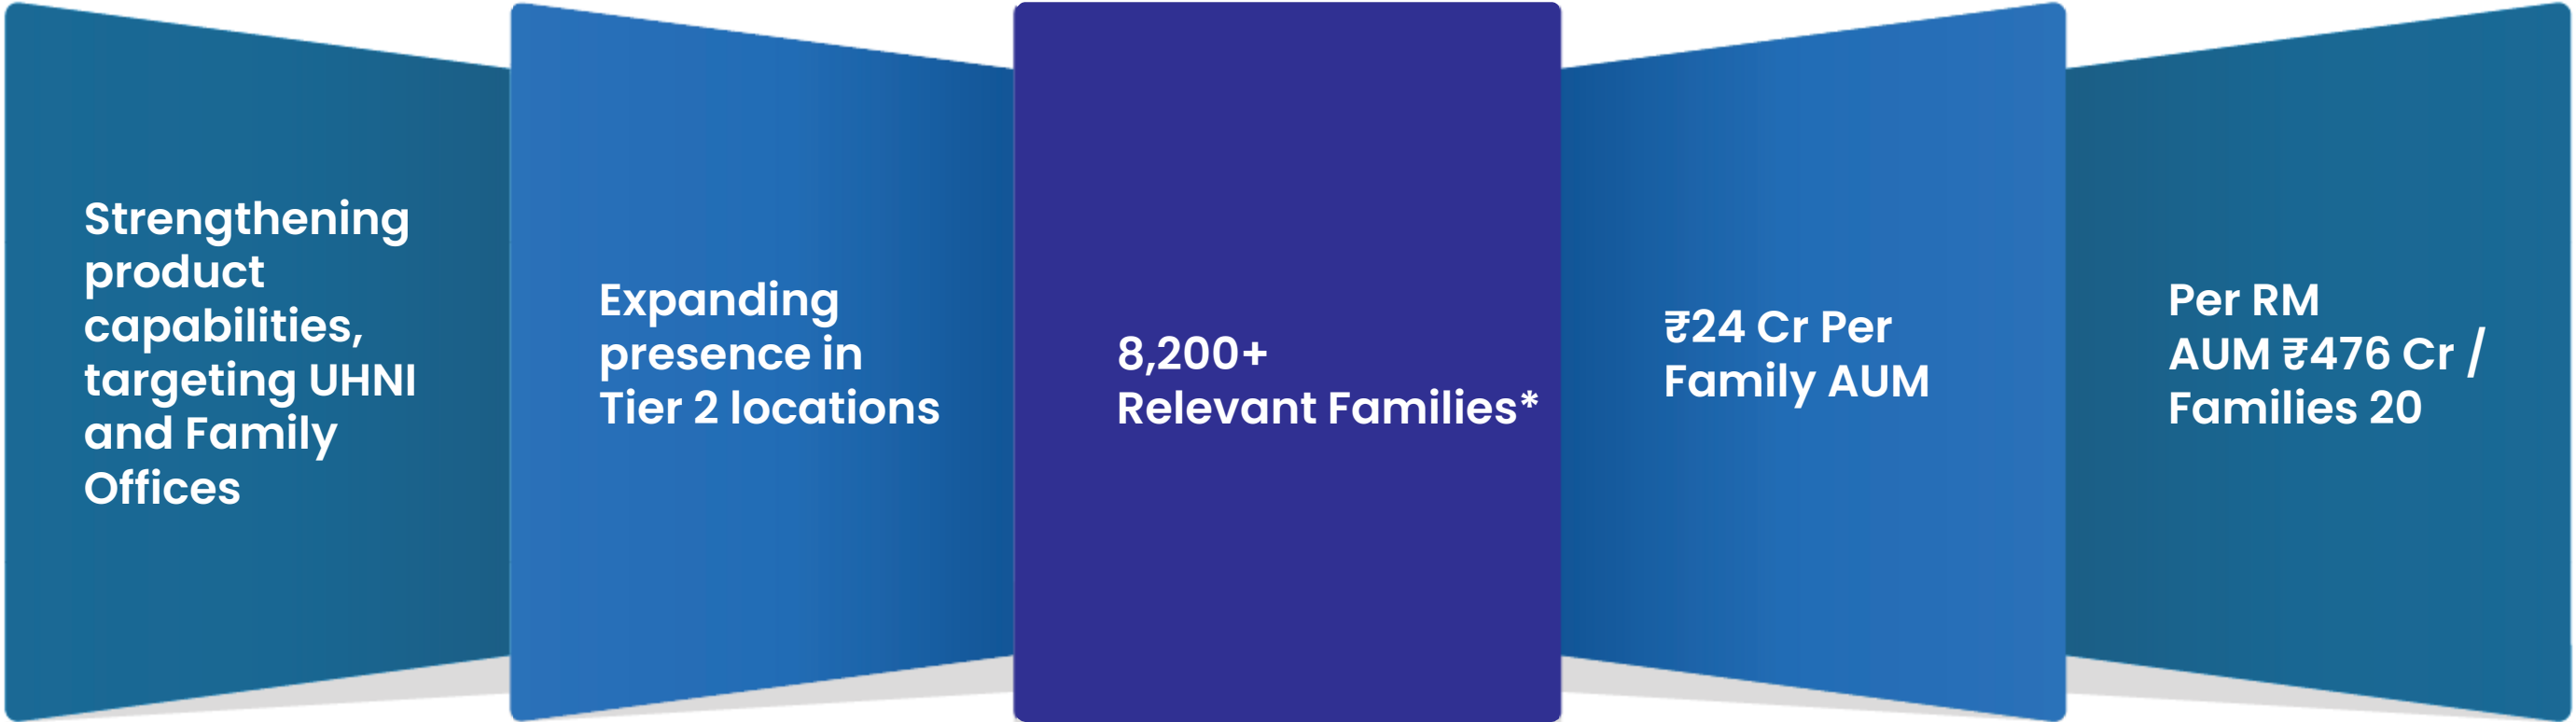 Strengthening
product
capabilities,
targeting UHNI
and Family
Offices
Expanding
presence in
Tier 2 locations
8,200+
Relevant Families*
₹24 Cr Per
Family AUM
Per RM
AUM ₹476 Cr /
Families 20